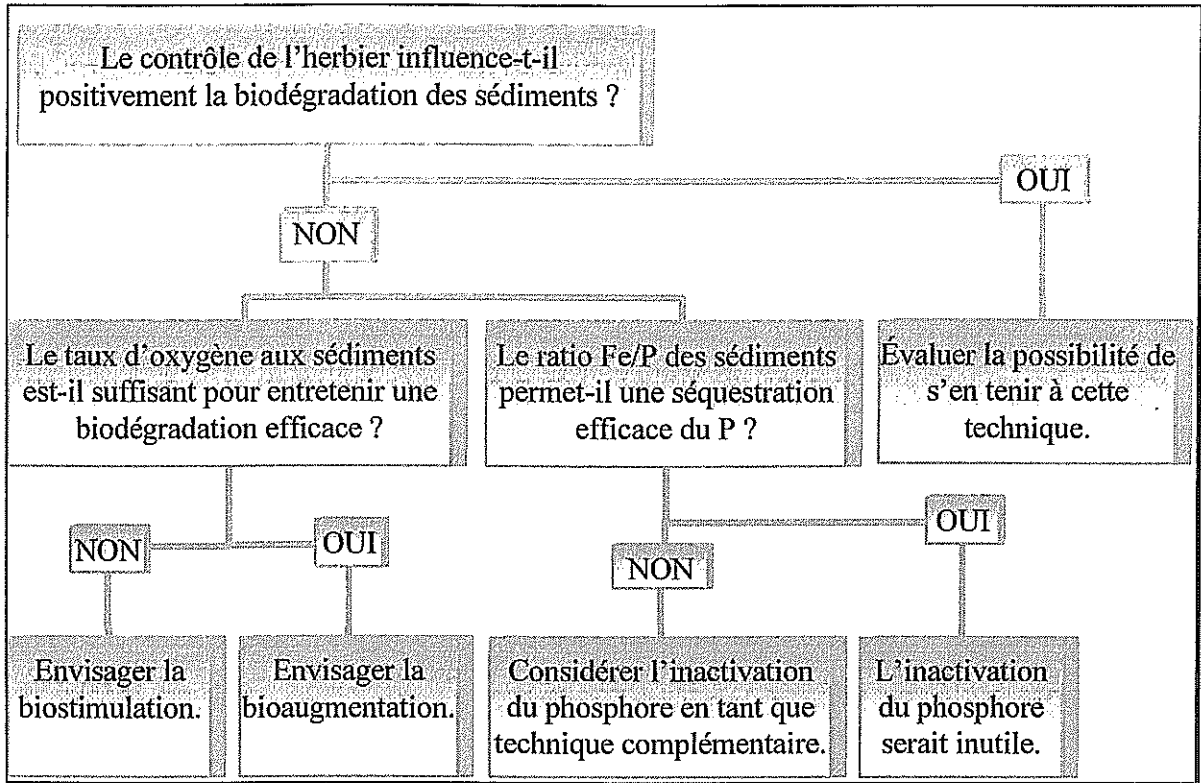 Le contrôle de l'herbier influence-t-il
positivement la biodégradation des sédiments ?
OUI
NON
Le taux d'oxygène aux sédiments
est-il suffisant pour entretenir une
biodégradation efficace ?
Le ratio Fe/P des sédiments
permet-il une séquestration
efficace du P ?
Évaluer la possibilité de
s'en tenir à cette
technique.
NON
OUI
NON
OUI
Envisager la
biostimulation.
Envisager la
bioaugmentation.
Considérer l'inactivation
du phosphore en tant que
technique complémentaire.
L'inactivation
du phosphore
serait inutile.